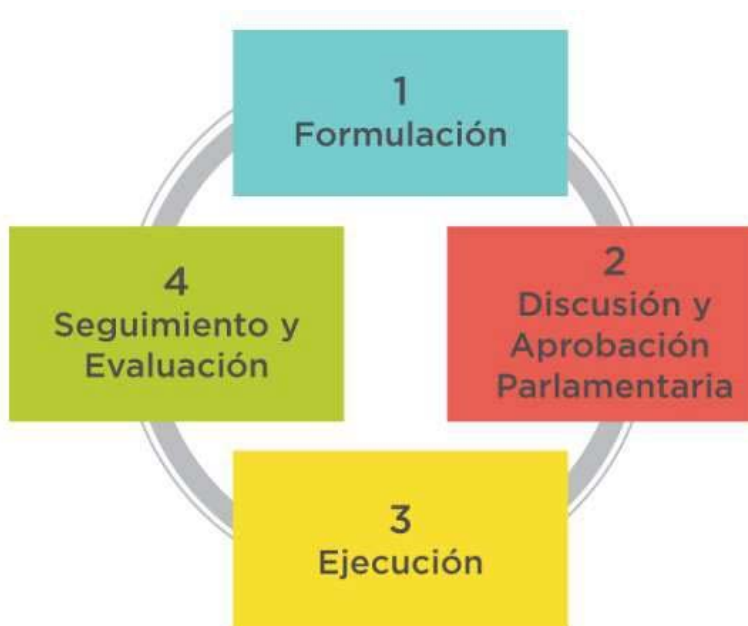 1
Formulación
2
Discusión y
Aprobación
Parlamentaria
3
Ejecución
4
Seguimiento y
Evaluación